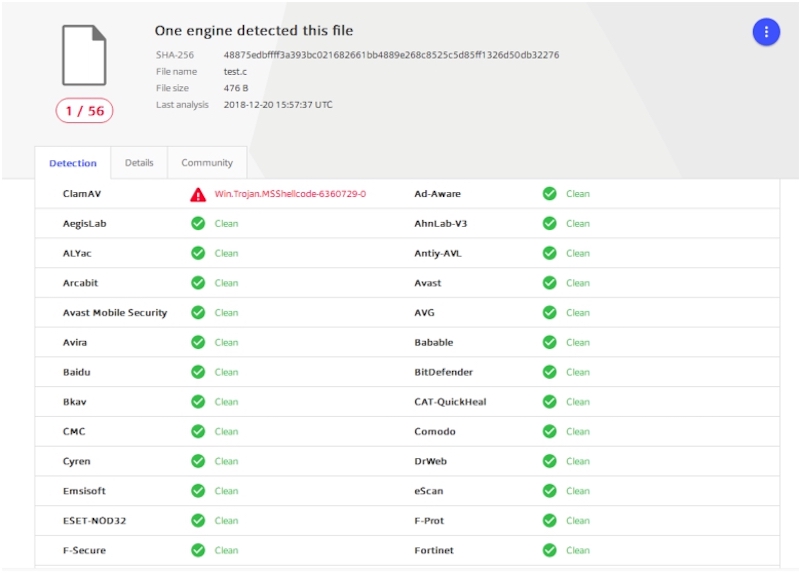 One engine detected this file
SHA-256 48875edbffff3a393bc021682661bb4889e268c8525c5d85ff1326d50db32276
File name test.c
File size 476 B
Last analysis 2018-12-20 15:57:37 UTC
1 / 56
Detection Details Community
ClamAV Win.Trojan.MSShellcode-6360729-0 Ad-Aware Clean
AegisLab Clean AhnLab-V3 Clean
ALYac Clean Antiy-AVL Clean
Arcabit Clean Avast Clean
Avast Mobile Security Clean AVG Clean
Avira Clean Babable Clean
Baidu Clean BitDefender Clean
Bkav Clean CAT-QuickHeal Clean
CMC Clean Comodo Clean
Cyren Clean DrWeb Clean
Emsisoft Clean eScan Clean
ESET-NOD32 Clean F-Prot Clean
F-Secure Clean Fortinet Clean